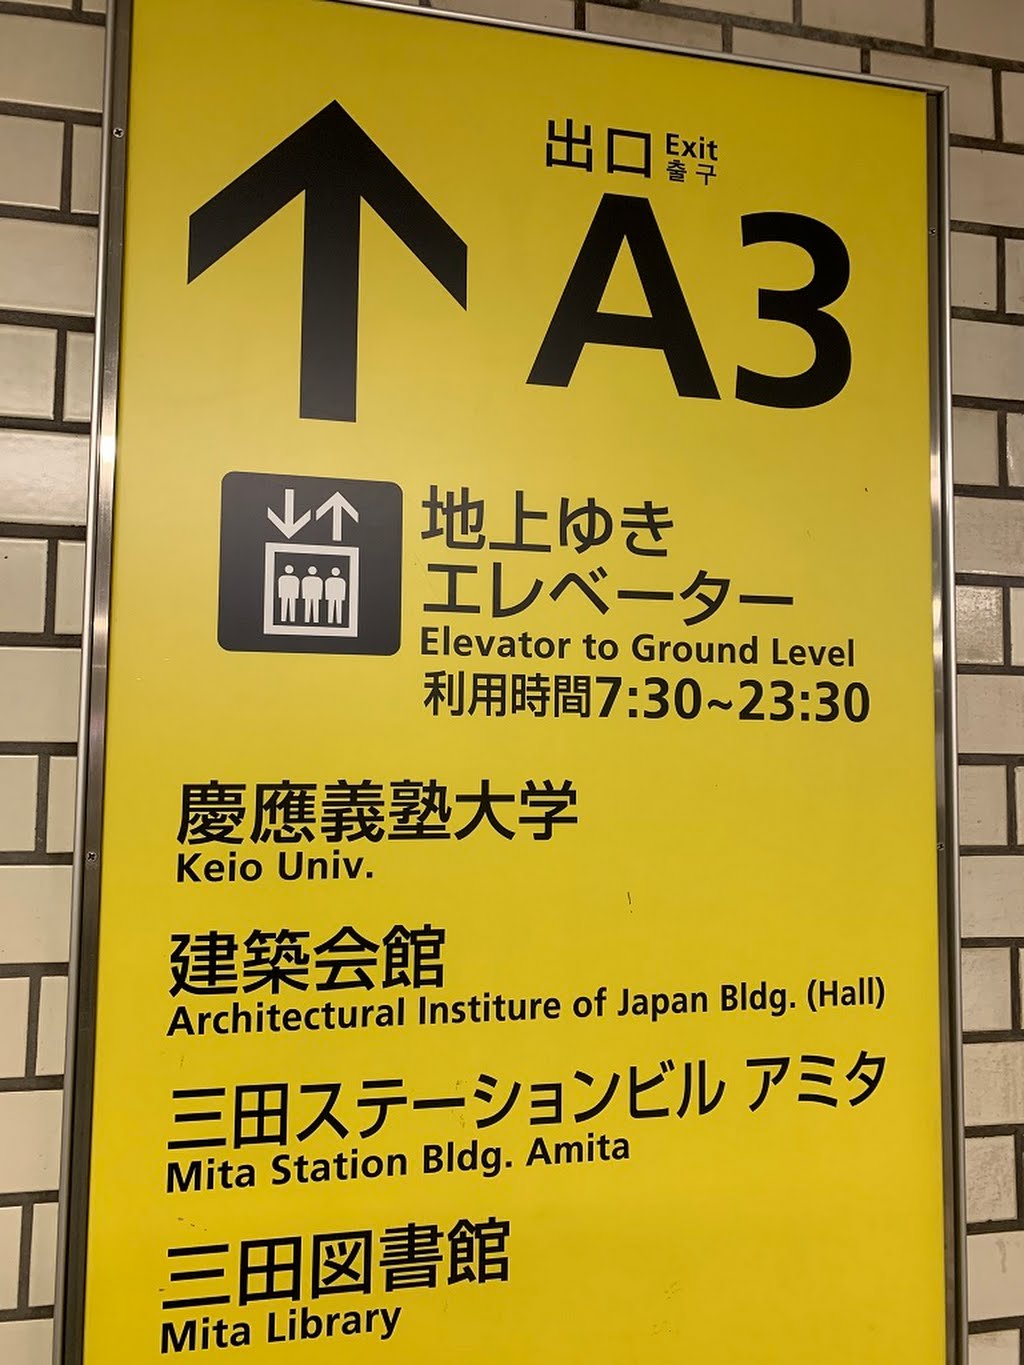 出口 Exit
출구
A3
地上ゆき
エレベーター
Elevator to Ground Level
利用時間7:30~23:30
慶應義塾大学
Keio Univ.
建築会館
Architectural Institure of Japan Bldg. (Hall)
三田ステーションビル アミタ
Mita Station Bldg. Amita
三田図書館
Mita Library